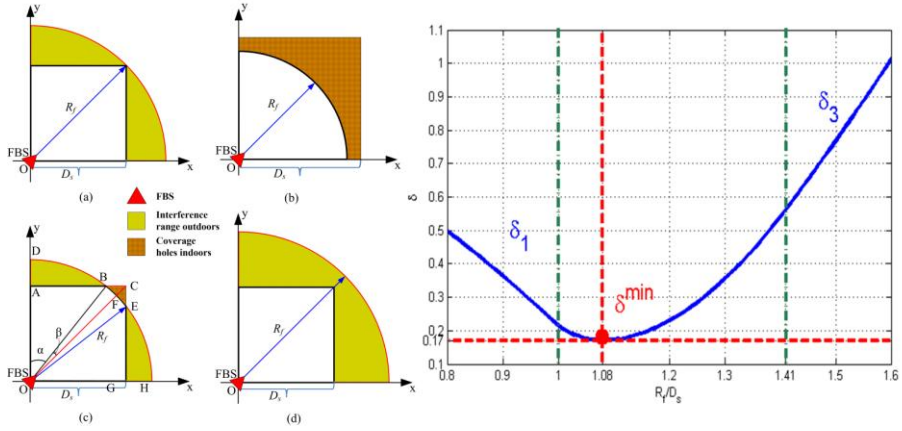 y
R_f
FBS
O
x
D_s
(a)
y
R_f
FBS
O
x
D_s
(b)
FBS
Interference
range outdoors
Coverage
holes indoors
y
D
B
C
A
F
E
β
α
R_f
FBS
O
G
H
x
D_s
(c)
y
R_f
FBS
O
x
D_s
(d)
1.1
1
0.9
0.8
0.7
0.6
0.5
0.4
0.3
0.2
0.17
0.1
δ
δ_1
δ^min
δ_3
0.8
0.9
1
1.08
1.2
1.3
1.41
1.5
1.6
R_f/D_s